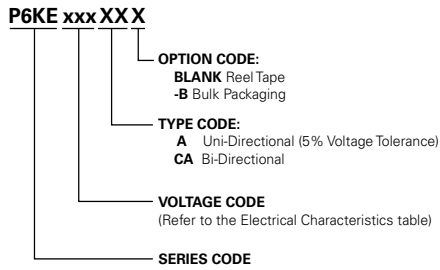 P6KE xxx XX X
OPTION CODE:
BLANK Reel Tape
-B Bulk Packaging
TYPE CODE:
A Uni-Directional (5% Voltage Tolerance)
CA Bi-Directional
VOLTAGE CODE
(Refer to the Electrical Characteristics table)
SERIES CODE